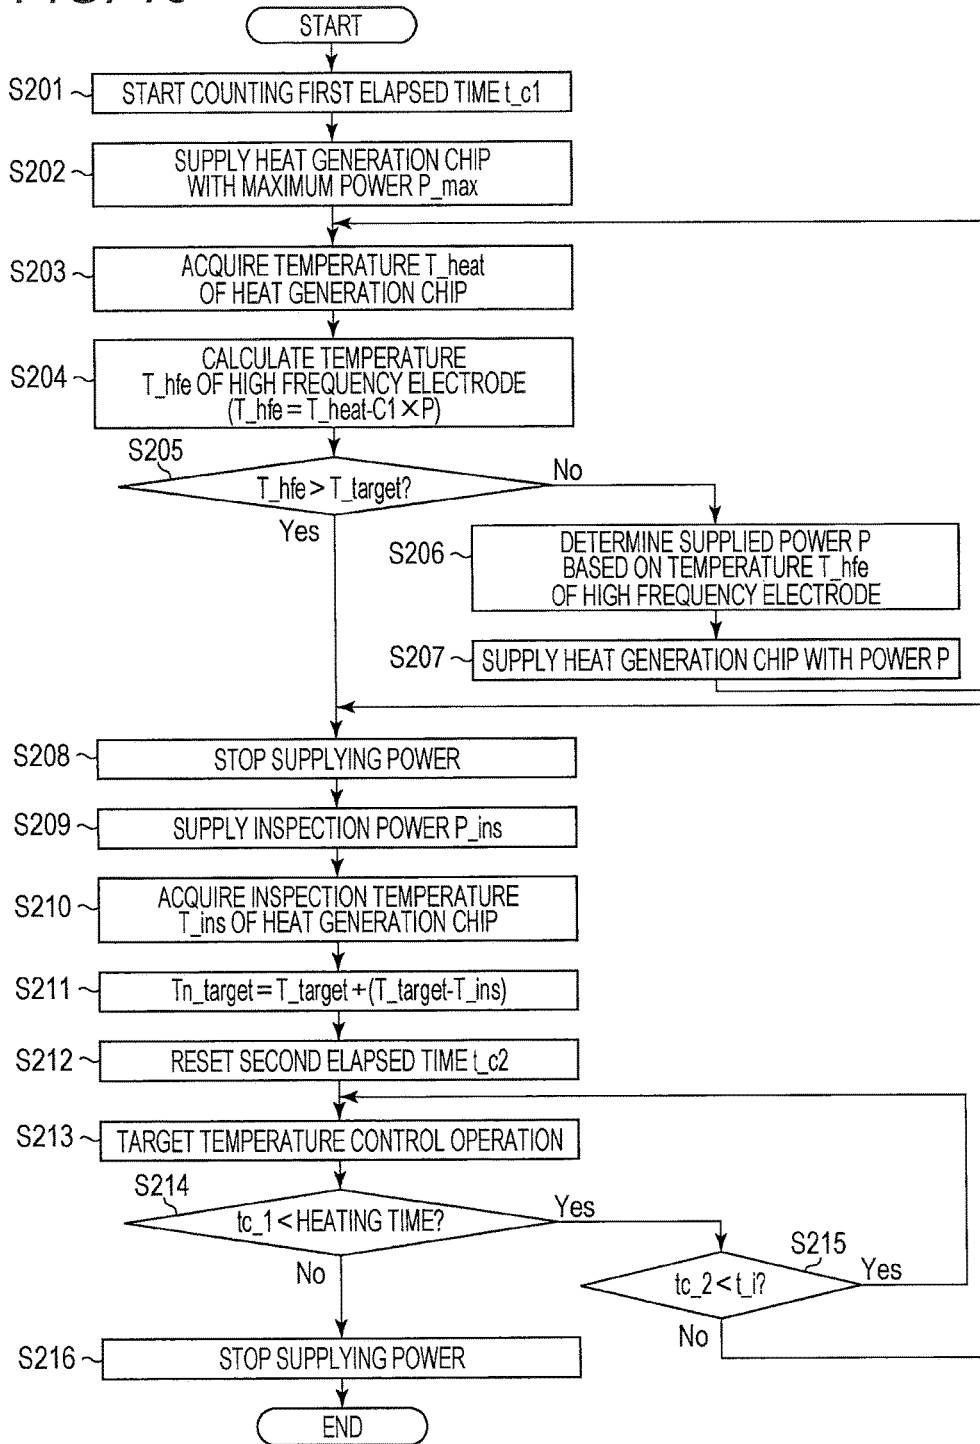 START
S201
START COUNTING FIRST ELAPSED TIME t_c1
S202
SUPPLY HEAT GENERATION CHIP
WITH MAXIMUM POWER P_max
S203
ACQUIRE TEMPERATURE T_heat
OF HEAT GENERATION CHIP
S204
CALCULATE TEMPERATURE
T_hfe OF HIGH FREQUENCY ELECTRODE
(T_hfe = T_heat-C1 × P)
S205
T_hfe > T_target?
No
Yes
S206
DETERMINE SUPPLIED POWER P
BASED ON TEMPERATURE T_hfe
OF HIGH FREQUENCY ELECTRODE
S207
SUPPLY HEAT GENERATION CHIP WITH POWER P
S208
STOP SUPPLYING POWER
S209
SUPPLY INSPECTION POWER P_ins
S210
ACQUIRE INSPECTION TEMPERATURE
T_ins OF HEAT GENERATION CHIP
S211
Tn_target = T_target + (T_target-T_ins)
S212
RESET SECOND ELAPSED TIME t_c2
S213
TARGET TEMPERATURE CONTROL OPERATION
S214
tc_1 < HEATING TIME?
Yes
No
S215
tc_2 < t_i?
Yes
No
S216
STOP SUPPLYING POWER
END